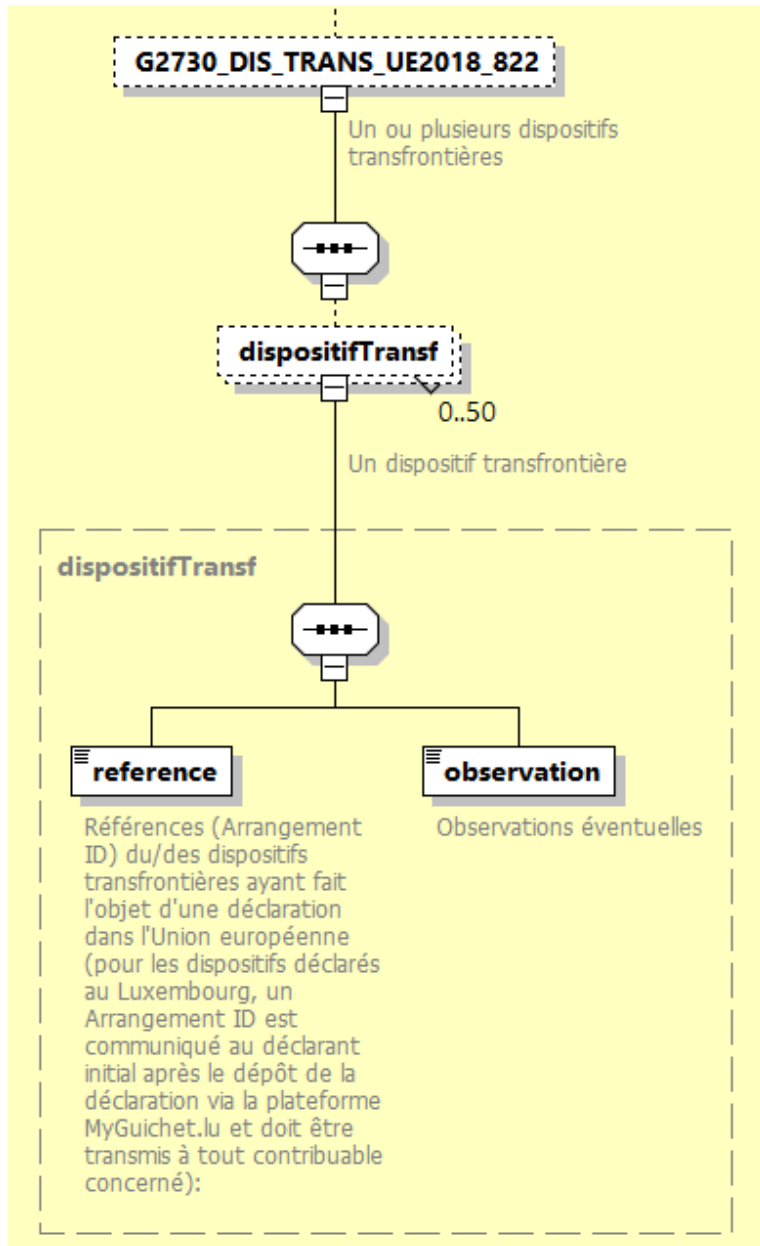 G2730_DIS_TRANS_UE2018_822
Un ou plusieurs dispositifs
transfrontières
dispositifTransf
0..50
Un dispositif transfrontière
dispositifTransf
reference
Références (Arrangement
ID) du/des dispositifs
transfrontières ayant fait
l'objet d'une déclaration
dans l'Union européenne
(pour les dispositifs déclarés
au Luxembourg, un
Arrangement ID est
communiqué au déclarant
initial après le dépôt de la
déclaration via la plateforme
MyGuichet.lu et doit être
transmis à tout contribuable
concerné):
observation
Observations éventuelles